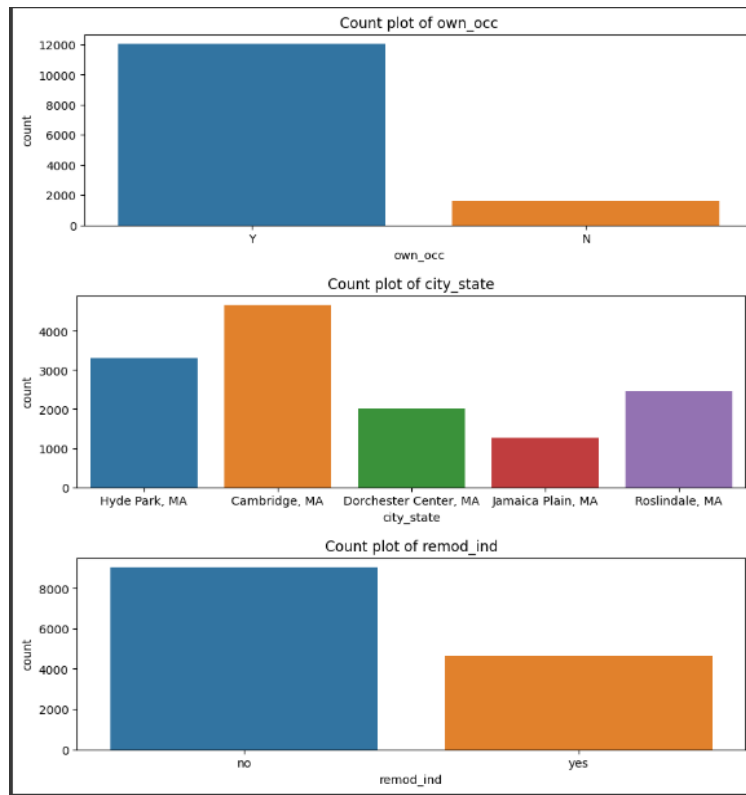 Count plot of own_occ
12000
10000
8000
6000
4000
2000
0
count
Y N
own_occ
Count plot of city_state
4000
3000
2000
1000
0
count
Hyde Park, MA Cambridge, MA Dorchester Center, MA Jamaica Plain, MA Roslindale, MA
city_state
Count plot of remod_ind
8000
6000
4000
2000
0
count
no yes
remod_ind